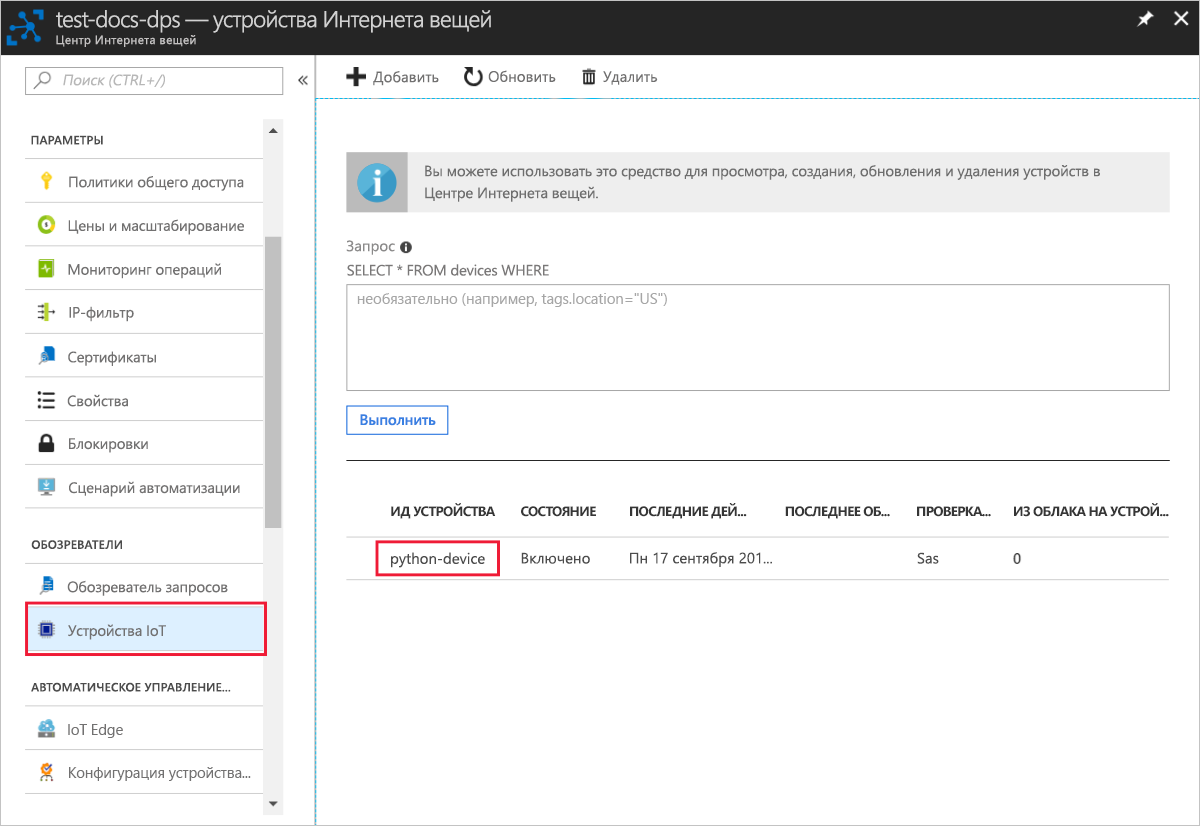 test-docs-dps — устройства Интернета вещей
Центр Интернета вещей
Поиск (CTRL+/)
«
ПАРАМЕТРЫ
Политики общего доступа
Цены и масштабирование
Мониторинг операций
IP-фильтр
Сертификаты
Свойства
Блокировки
Сценарий автоматизации
ОБОЗРЕВАТЕЛИ
Обозреватель запросов
Устройства IoT
АВТОМАТИЧЕСКОЕ УПРАВЛЕНИЕ...
IoT Edge
Конфигурация устройства...
Добавить Обновить Удалить
Вы можете использовать это средство для просмотра, создания, обновления и удаления устройств в
Центре Интернета вещей.
Запрос
SELECT * FROM devices WHERE
необязательно (например, tags.location="US")
Выполнить
ИД УСТРОЙСТВА СОСТОЯНИЕ ПОСЛЕДНИЕ ДЕЙ... ПОСЛЕДНЕЕ ОБ... ПРОВЕРКА... ИЗ ОБЛАКА НА УСТРОЙ...
python-device Включено Пн 17 сентября 201... Sas 0